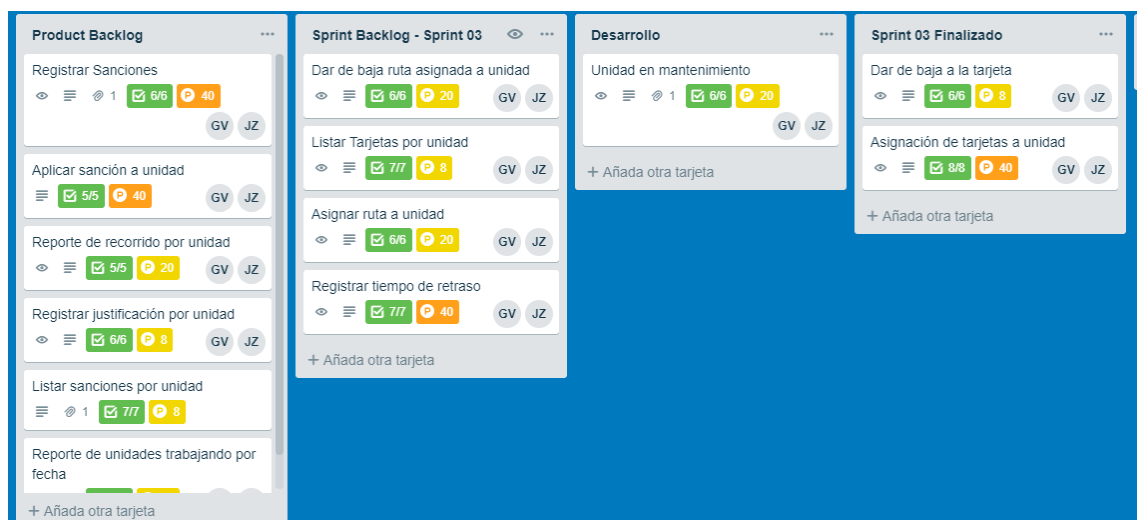 Product Backlog
Registrar Sanciones
1 6/6 P 40
GV JZ
Aplicar sanción a unidad
5/5 P 40 GV JZ
Reporte de recorrido por unidad
5/5 P 20 GV JZ
Registrar justificación por unidad
6/6 P 8 GV JZ
Listar sanciones por unidad
1 7/7 P 8
Reporte de unidades trabajando por
fecha
+ Añada otra tarjeta
Sprint Backlog - Sprint 03
Dar de baja ruta asignada a unidad
6/6 P 20 GV JZ
Listar Tarjetas por unidad
7/7 P 8 GV JZ
Asignar ruta a unidad
6/6 P 20 GV JZ
Registrar tiempo de retraso
7/7 P 40 GV JZ
+ Añada otra tarjeta
Desarrollo
Unidad en mantenimiento
1 6/6 P 20
GV JZ
+ Añada otra tarjeta
Sprint 03 Finalizado
Dar de baja a la tarjeta
6/6 P 8 GV JZ
Asignación de tarjetas a unidad
8/8 P 40 GV JZ
+ Añada otra tarjeta